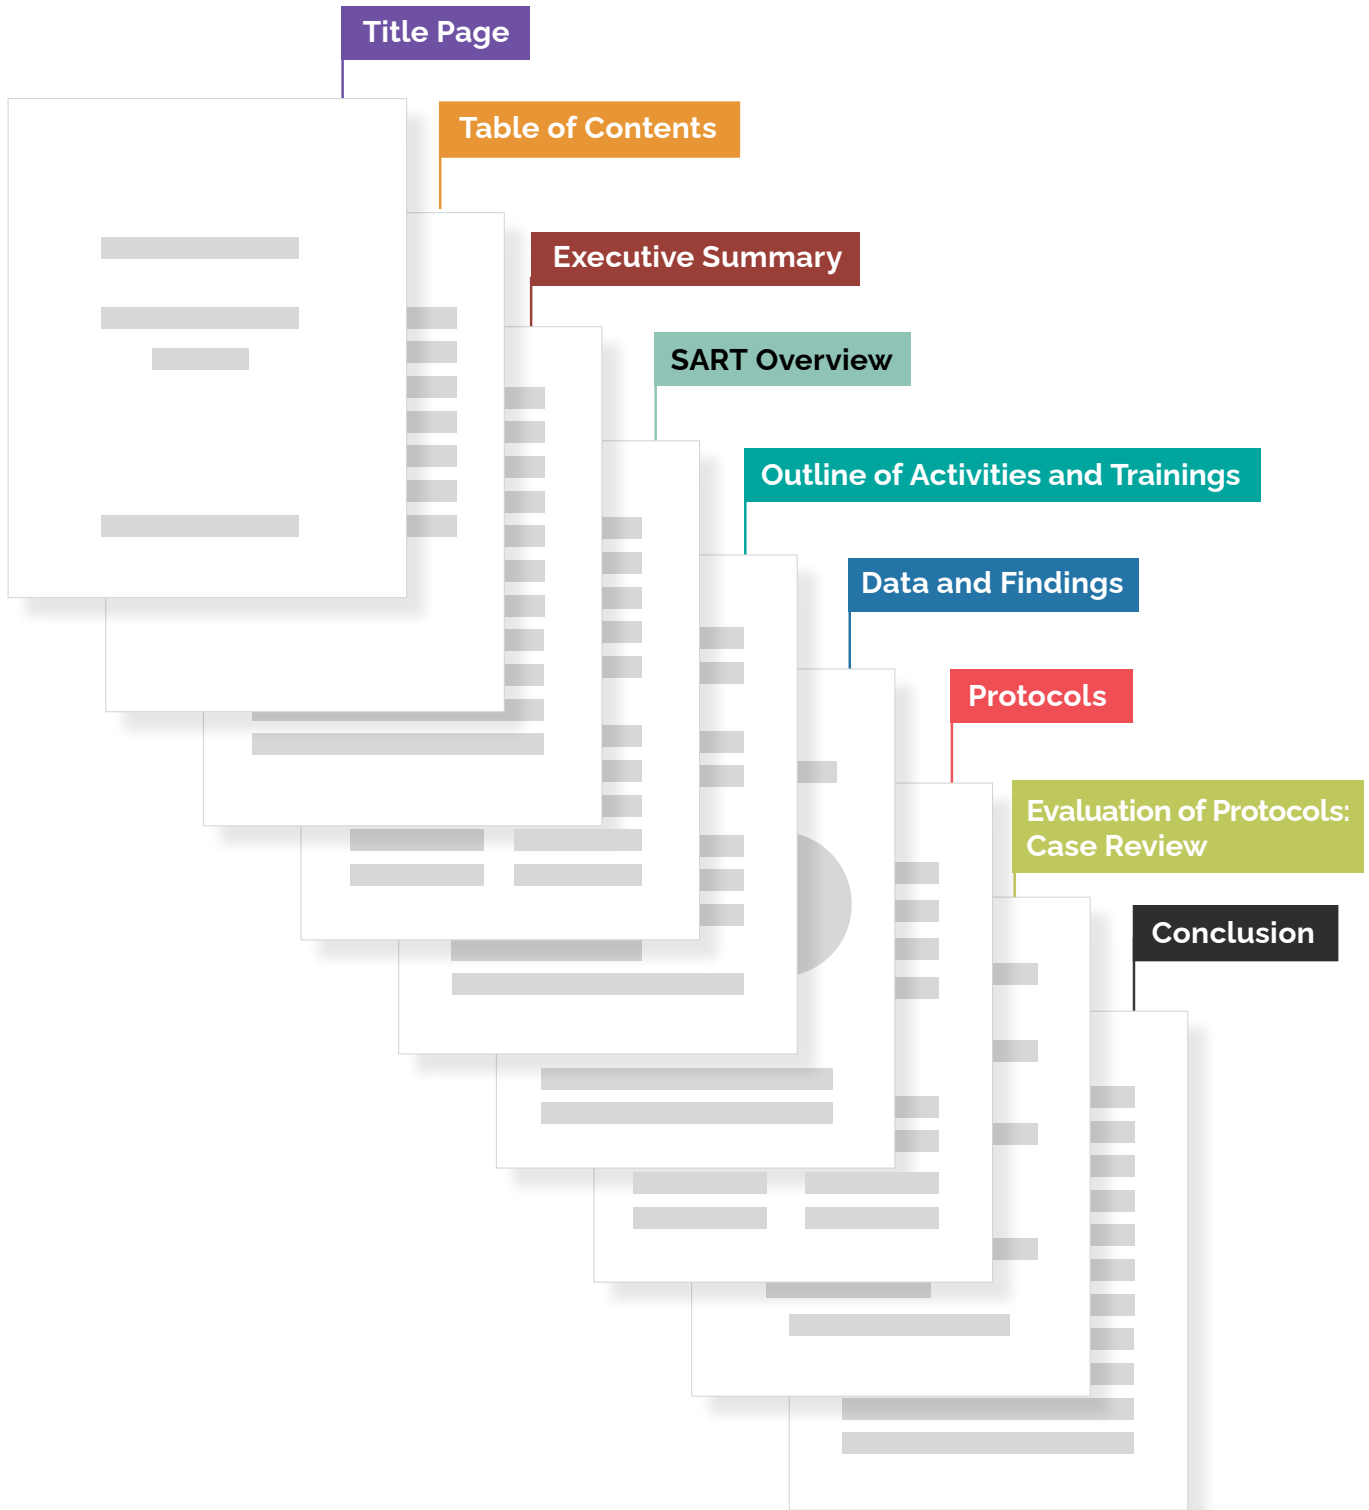 Title Page
Table of Contents
Executive Summary
SART Overview
Outline of Activities and Trainings
Data and Findings
Protocols
Evaluation of Protocols:
Case Review
Conclusion